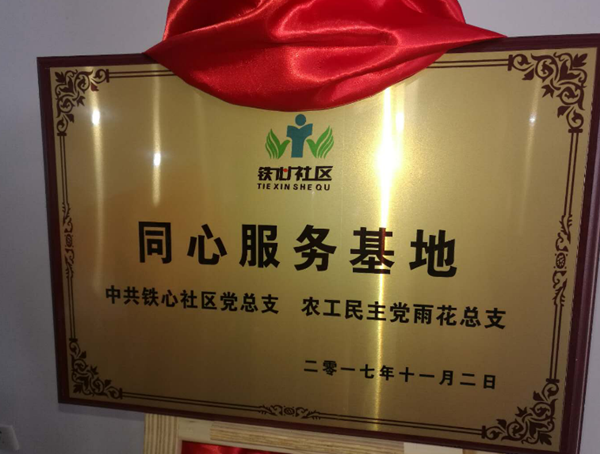 铁心社区
TIE XIN SHE QU
同心服务基地
中共铁心社区党总支 农工民主党雨花总支
二零一七年十一月二日